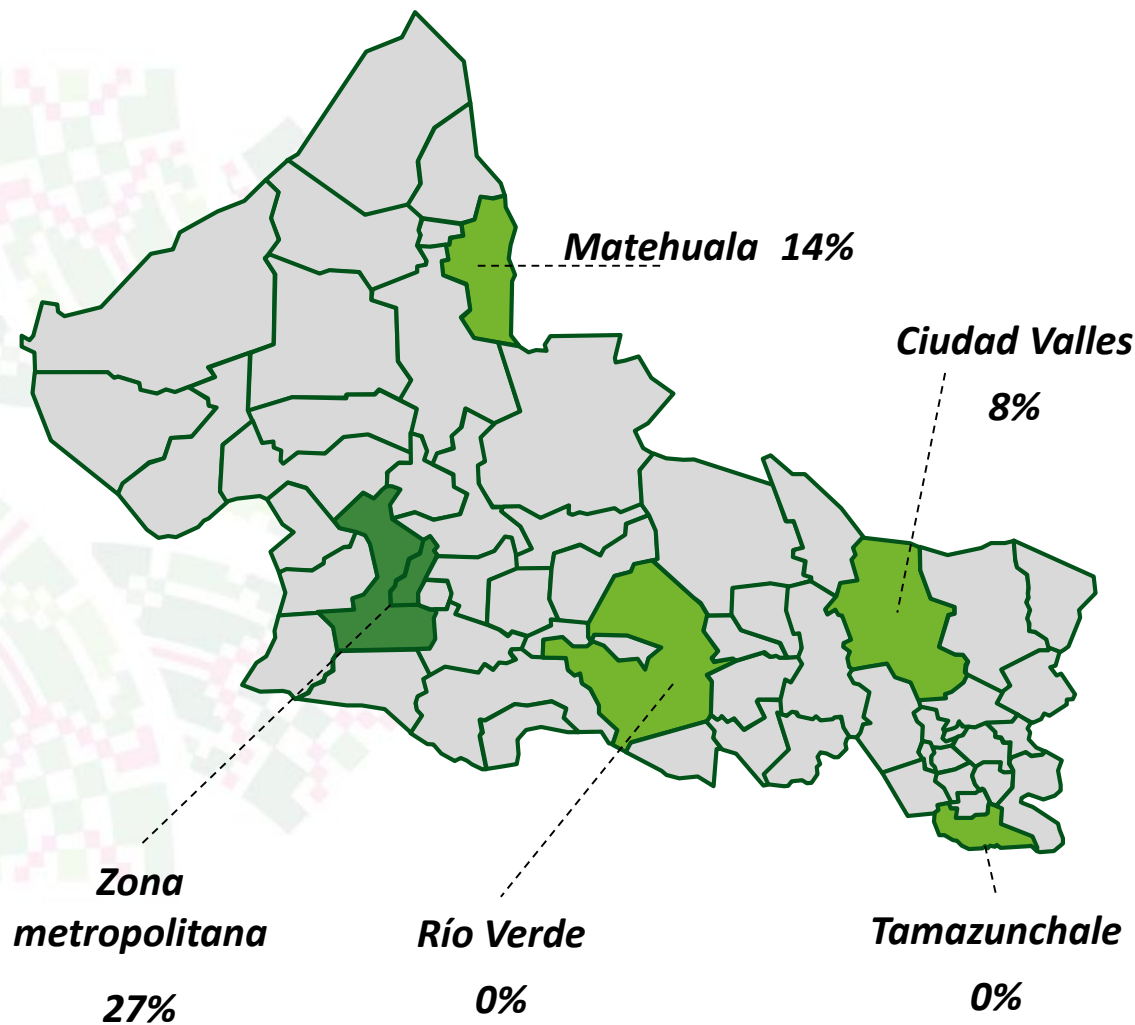 Matehuala 14%
Ciudad Valles
8%
Zona
metropolitana
27%
Río Verde
0%
Tamazunchale
0%